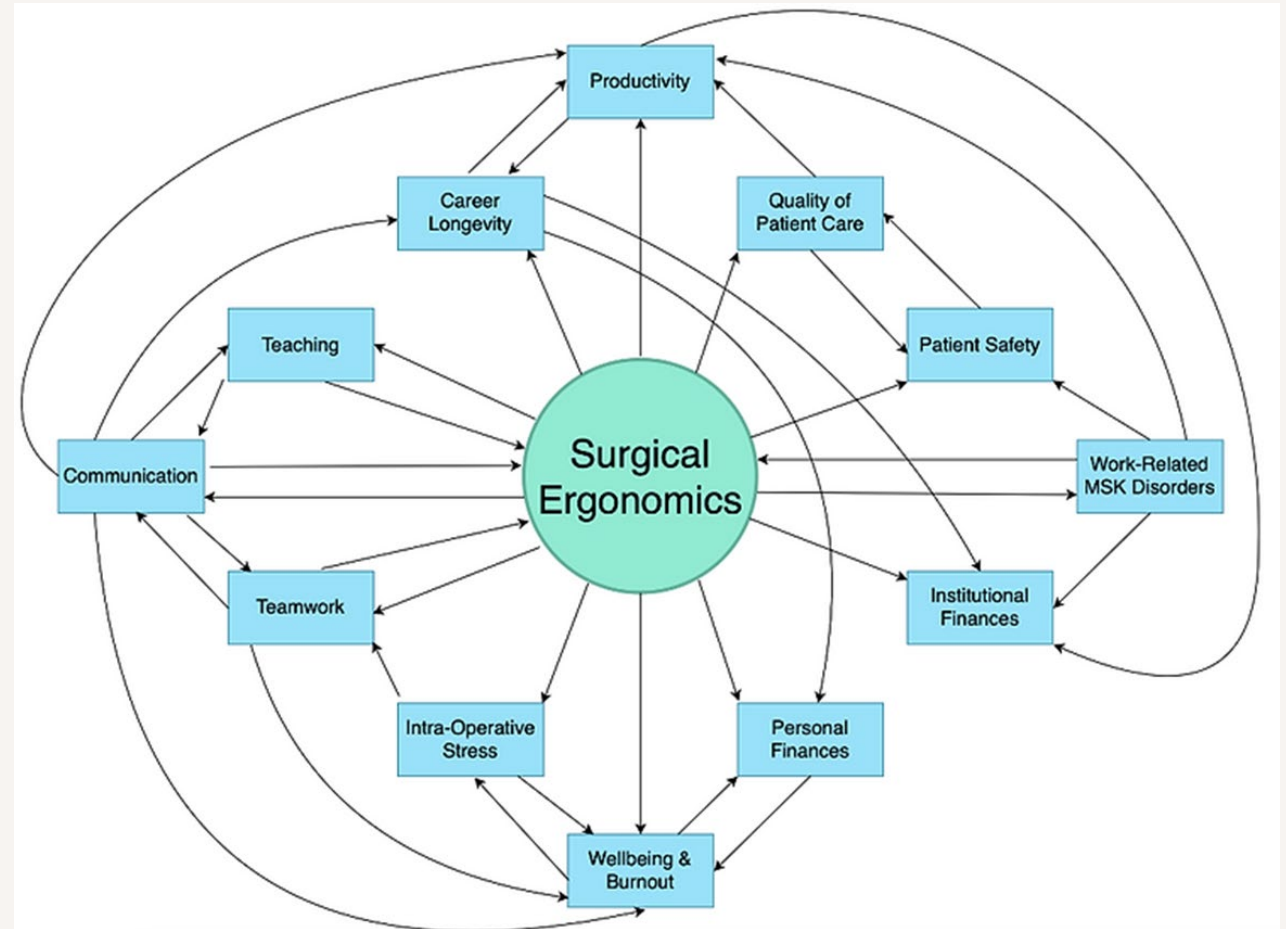 Productivity
Career
Longevity
Quality of
Patient Care
Teaching
Patient Safety
Communication
Surgical
Ergonomics
Work-Related
MSK Disorders
Teamwork
Institutional
Finances
Intra-Operative
Stress
Personal
Finances
Wellbeing &
Burnout